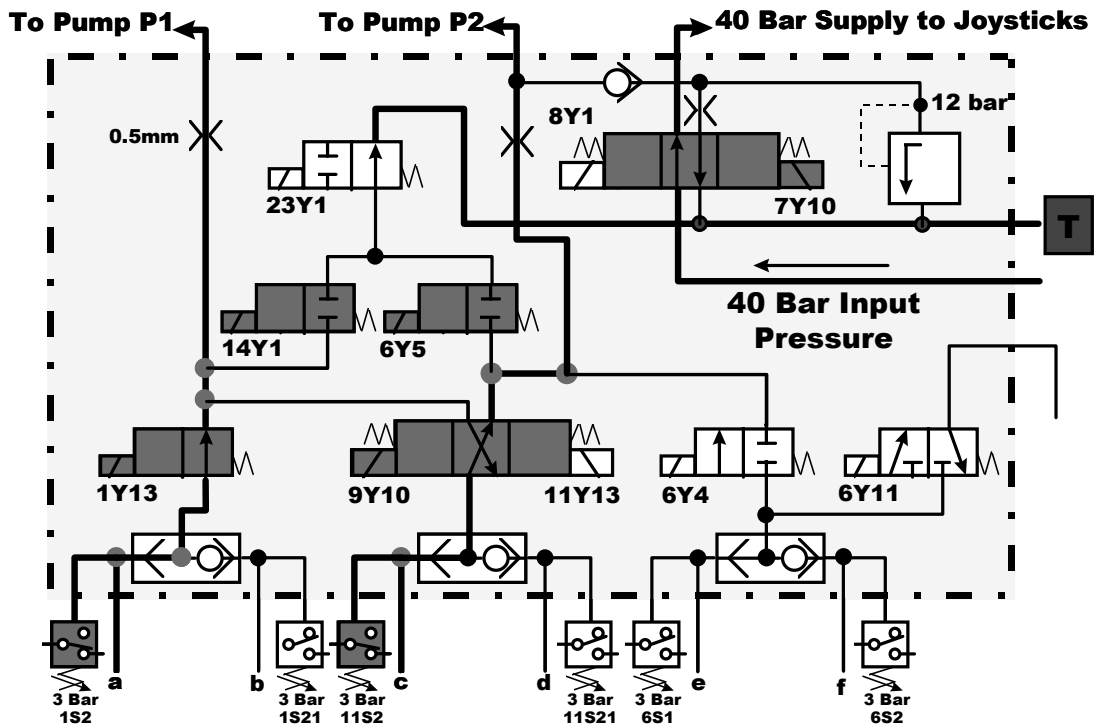 To Pump P1
To Pump P2
40 Bar Supply to Joysticks
12 bar
0.5mm
8Y1
23Y1
7Y10
T
40 Bar Input
Pressure
14Y1
6Y5
1Y13
9Y10
11Y13
6Y4
6Y11
a
b
c
d
e
f
3 Bar
1S2
3 Bar
1S21
3 Bar
11S2
3 Bar
11S21
3 Bar
6S1
3 Bar
6S2